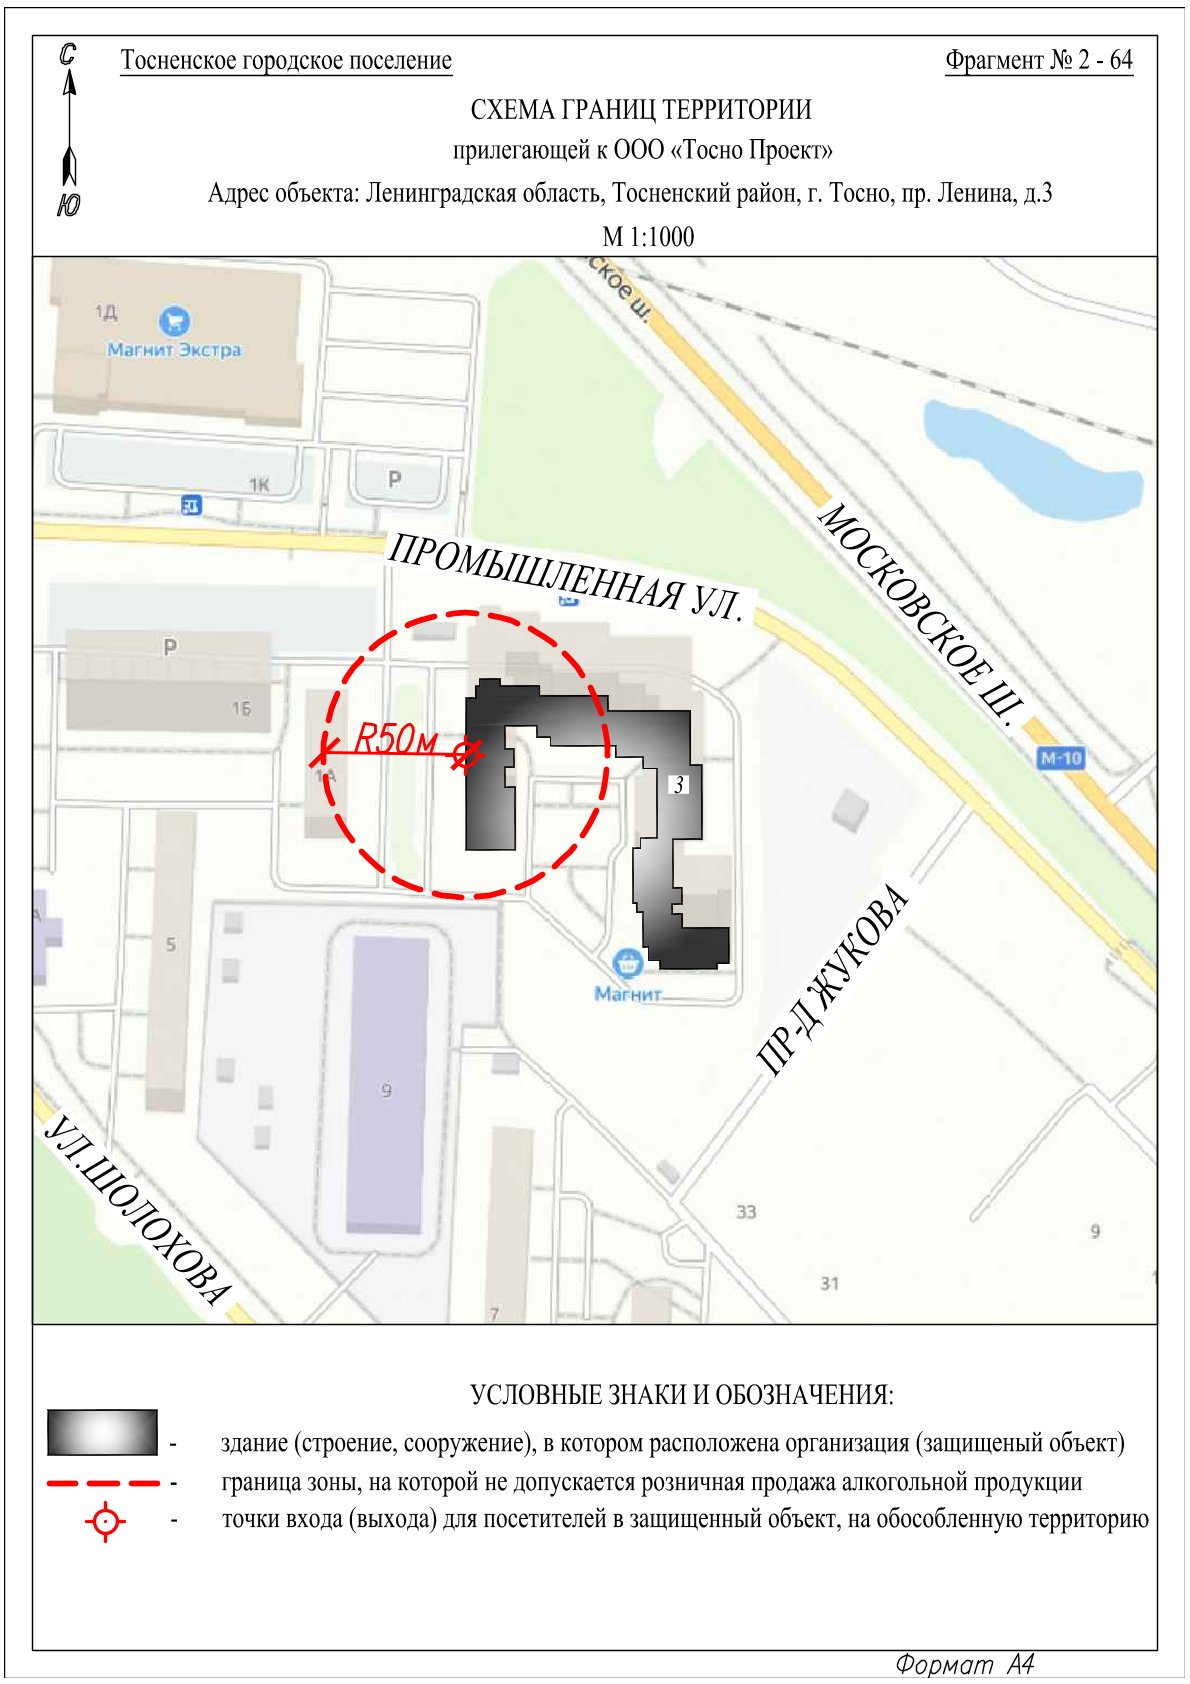 С
Тосненское городское поселение
Фрагмент № 2 - 64
СХЕМА ГРАНИЦ ТЕРРИТОРИИ
прилегающей к ООО «Тосно Проект»
Ю
Адрес объекта: Ленинградская область, Тосненский район, г. Тосно, пр. Ленина, д.3
М 1:1000
ское ш.
1Д
Магнит Экстра
1К
P
ПРОМЫШЛЕННАЯ УЛ.
МОСКОВСКОЕ Ш.
P
1Б
R50м
1А
3
М-10
5
Магнит
ПР-Д ЖУКОВА
9
УЛ.ШОЛОХОВА
33
9
31
7
УСЛОВНЫЕ ЗНАКИ И ОБОЗНАЧЕНИЯ:
- здание (строение, сооружение), в котором расположена организация (защищеный объект)
- граница зоны, на которой не допускается розничная продажа алкогольной продукции
- точки входа (выхода) для посетителей в защищенный объект, на обособленную территорию
Формат А4